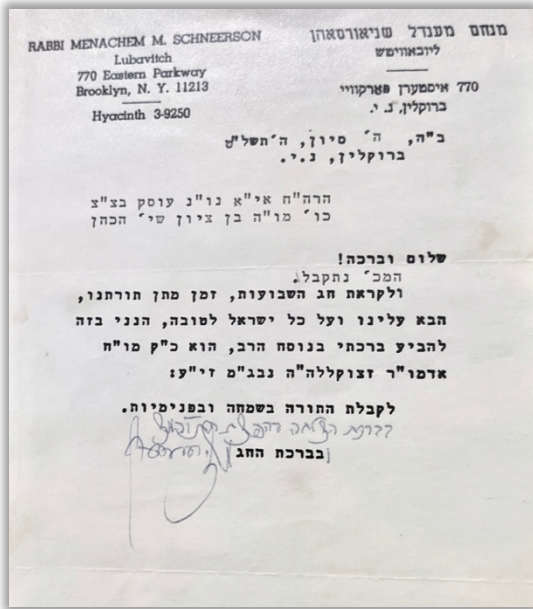 RABBI MENACHEM M. SCHNEERSON
Lubavitch
770 Eastern Parkway
Brooklyn, N. Y. 11213
Hyacinth 3-9250
מנחם מענדל שניאורסאהן
ליובאוויטש
770 איסטערן פארקוויי
ברוקלין, נ. י.
ב"ה, ה' סיון, ה'תשל"ט
ברוקלין, נ.י.
הרה"ח אי"א נו"נ עוסק בצ"צ
כו' מו"ה בן ציון שי' הכהן
שלום וברכה!
המכ' נתקבל.
ולקראת חג השבועות, זמן מתן תורתנו,
הבא עלינו ועל כל ישראל לטובה, הנני בזה
להביע ברכתי בנוסח הרב, הוא כ"ק מו"ח
אדמו"ר זצוקללה"ה נבג"מ זי"ע:
לקבלת התורה בשמחה ובפנימיות.
בברכת
בברכת החג